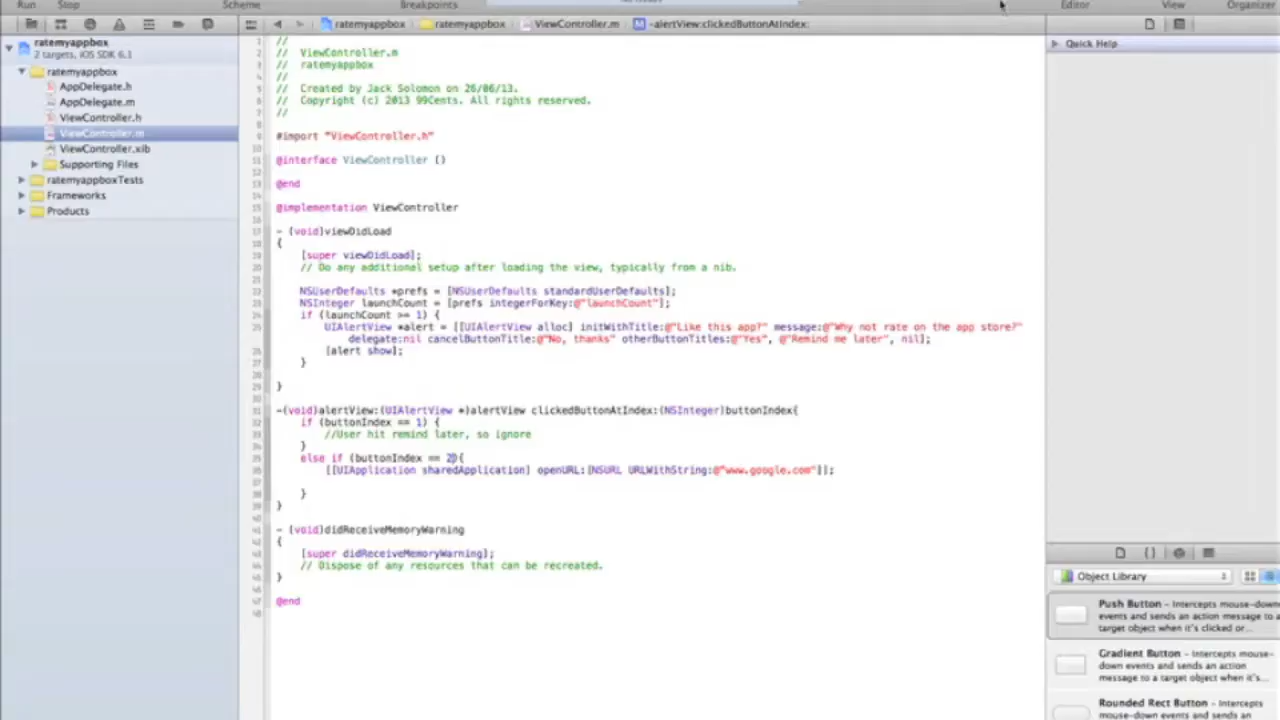 Run Stop Scheme Breakpoints Editor View Organizer
ratemyappbox ratemyappbox ViewController.m M -alertView:clickedButtonAtIndex:
ratemyappbox
2 targets, iOS SDK 6.1
ratemyappbox
AppDelegate.h
AppDelegate.m
ViewController.h
ViewController.m
ViewController.xib
Supporting Files
ratemyappboxTests
Frameworks
Products
//
// ViewController.m
// ratemyappbox
//
// Created by Jack Solomon on 26/06/13.
// Copyright (c) 2013 99Cents. All rights reserved.
//
#import "ViewController.h"
@interface ViewController ()
@end
@implementation ViewController
- (void)viewDidLoad
{
[super viewDidLoad];
// Do any additional setup after loading the view, typically from a nib.
NSUserDefaults *prefs = [NSUserDefaults standardUserDefaults];
NSInteger launchCount = [prefs integerForKey:@"launchCount"];
if (launchCount >= 1) {
UIAlertView *alert = [[UIAlertView alloc] initWithTitle:@"Like this app?" message:@"Why not rate on the app store?"
delegate:nil cancelButtonTitle:@"No, thanks" otherButtonTitles:@"Yes", @"Remind me later", nil];
[alert show];
}
}
-(void)alertView:(UIAlertView *)alertView clickedButtonAtIndex:(NSInteger)buttonIndex{
if (buttonIndex == 1) {
//User hit remind later, so ignore
}
else if (buttonIndex == 2){
[[UIApplication sharedApplication] openURL:[NSURL URLWithString:@"www.google.com"]];
}
}
- (void)didReceiveMemoryWarning
{
[super didReceiveMemoryWarning];
// Dispose of any resources that can be recreated.
}
@end
Quick Help
Object Library
Push Button - Intercepts mouse-down
events and sends an action message to a
target object when it's clicked or...
Gradient Button - Intercepts mouse-
down events and sends an action
message to a target object when it's...
Rounded Rect Button - Intercepts
mouse-down events and sends an